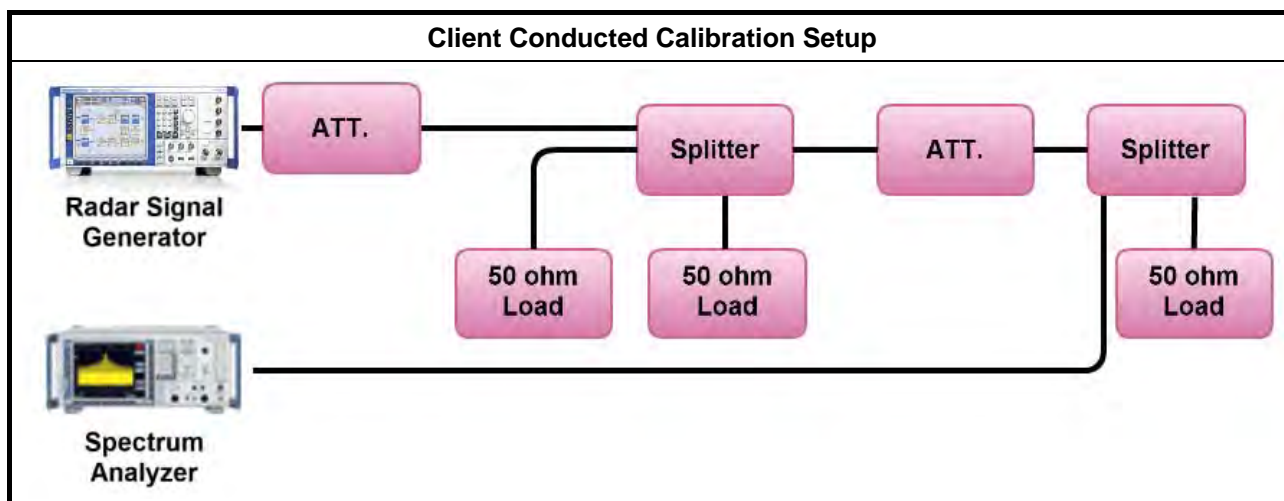 Client Conducted Calibration Setup
ATT.
Splitter
ATT.
Splitter
Radar Signal
Generator
50 ohm
Load
50 ohm
Load
50 ohm
Load
Spectrum
Analyzer